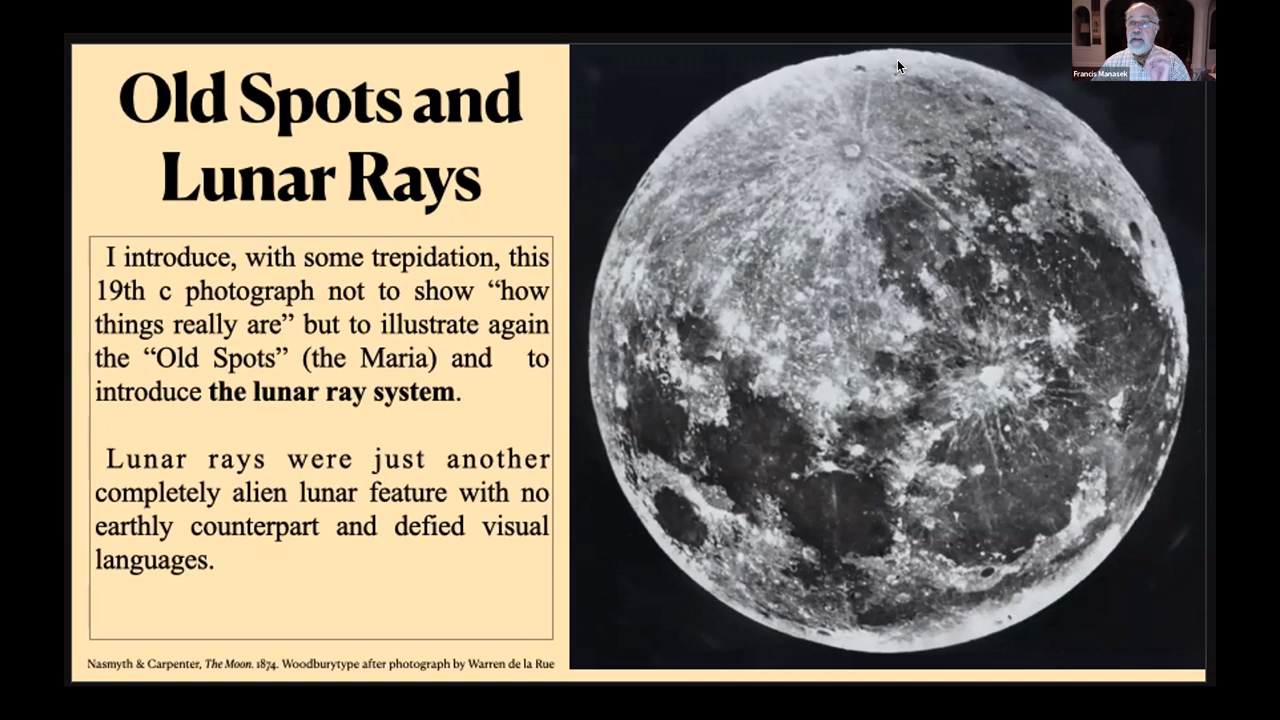 Old Spots and
Lunar Rays
I introduce, with some trepidation, this
19th c photograph not to show “how
things really are” but to illustrate again
the “Old Spots” (the Maria) and to
introduce the lunar ray system.
Lunar rays were just another
completely alien lunar feature with no
earthly counterpart and defied visual
languages.
Nasmyth & Carpenter, The Moon. 1874. Woodburytype after photograph by Warren de la Rue
Francis Manasek